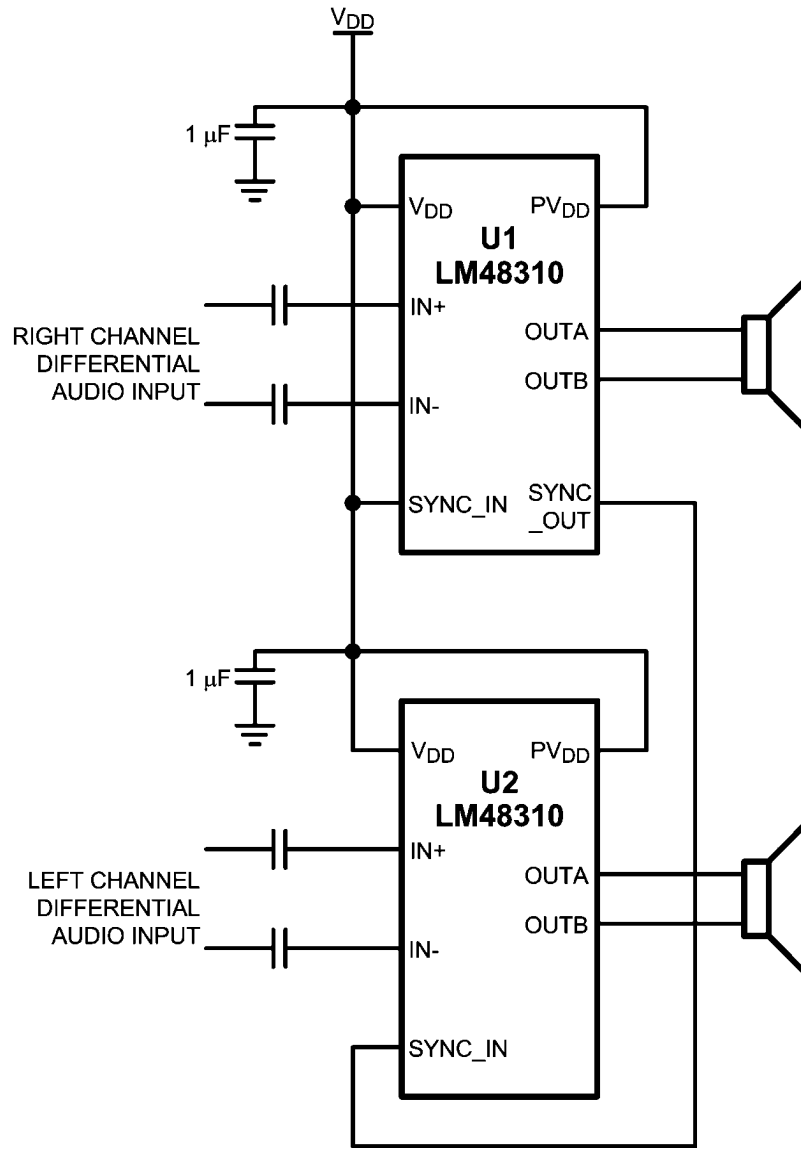 VDD
1 μF
VDD
PVDD
U1
LM48310
IN+
RIGHT CHANNEL
DIFFERENTIAL
AUDIO INPUT
OUTA
OUTB
IN-
SYNC_IN
SYNC
_OUT
1 μF
VDD
PVDD
U2
LM48310
IN+
LEFT CHANNEL
DIFFERENTIAL
AUDIO INPUT
OUTA
OUTB
IN-
SYNC_IN